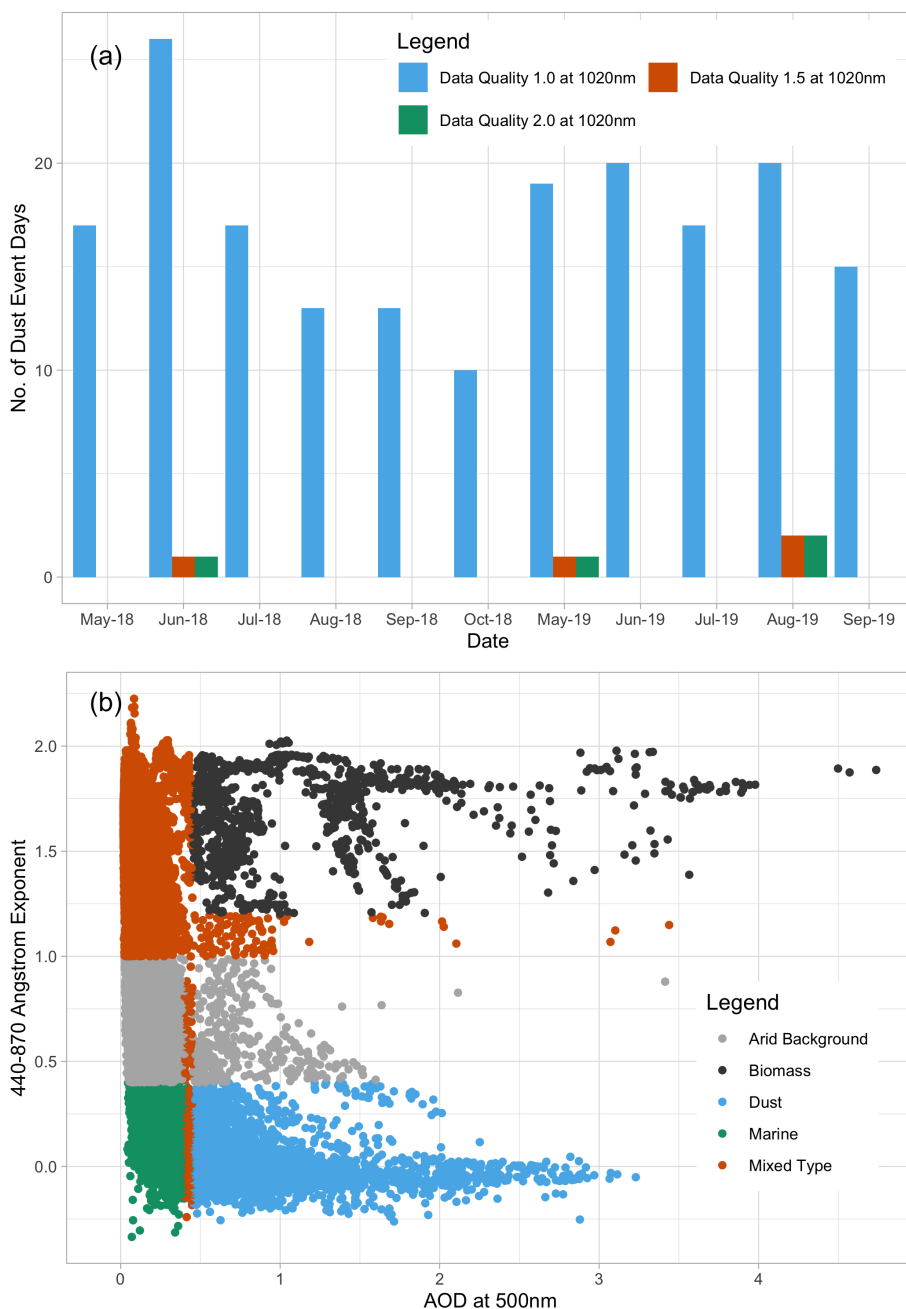 (a)
Legend
Data Quality 1.0 at 1020nm
Data Quality 1.5 at 1020nm
Data Quality 2.0 at 1020nm
No. of Dust Event Days
20
10
0
May-18 Jun-18 Jul-18 Aug-18 Sep-18 Oct-18 May-19 Jun-19 Jul-19 Aug-19 Sep-19
Date
(b)
440-870 Angstrom Exponent
2.0
1.5
1.0
0.5
0.0
Legend
Arid Background
Biomass
Dust
Marine
Mixed Type
0 1 2 3 4
AOD at 500nm